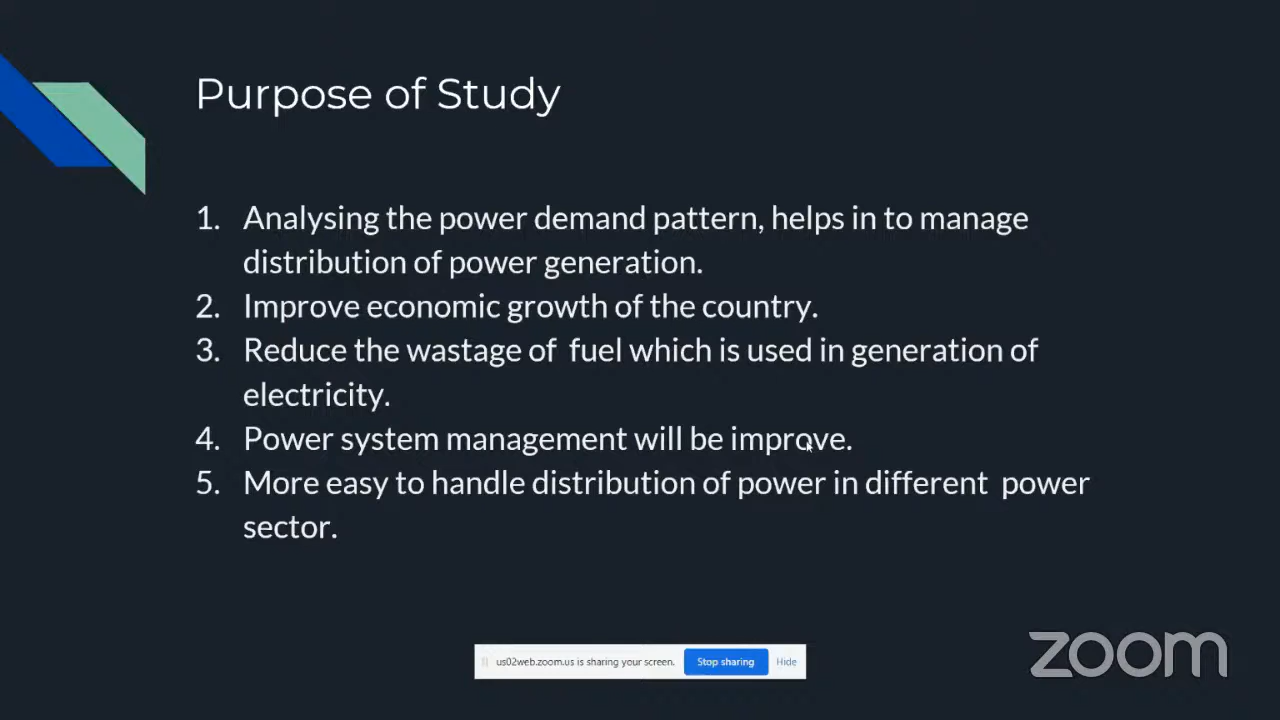 Purpose of Study
1. Analysing the power demand pattern, helps in to manage
distribution of power generation.
2. Improve economic growth of the country.
3. Reduce the wastage of  fuel which is used in generation of
electricity.
4. Power system management will be improve.
5. More easy to handle distribution of power in different  power
sector.
us02web.zoom.us is sharing your screen. Stop sharing Hide
zoom